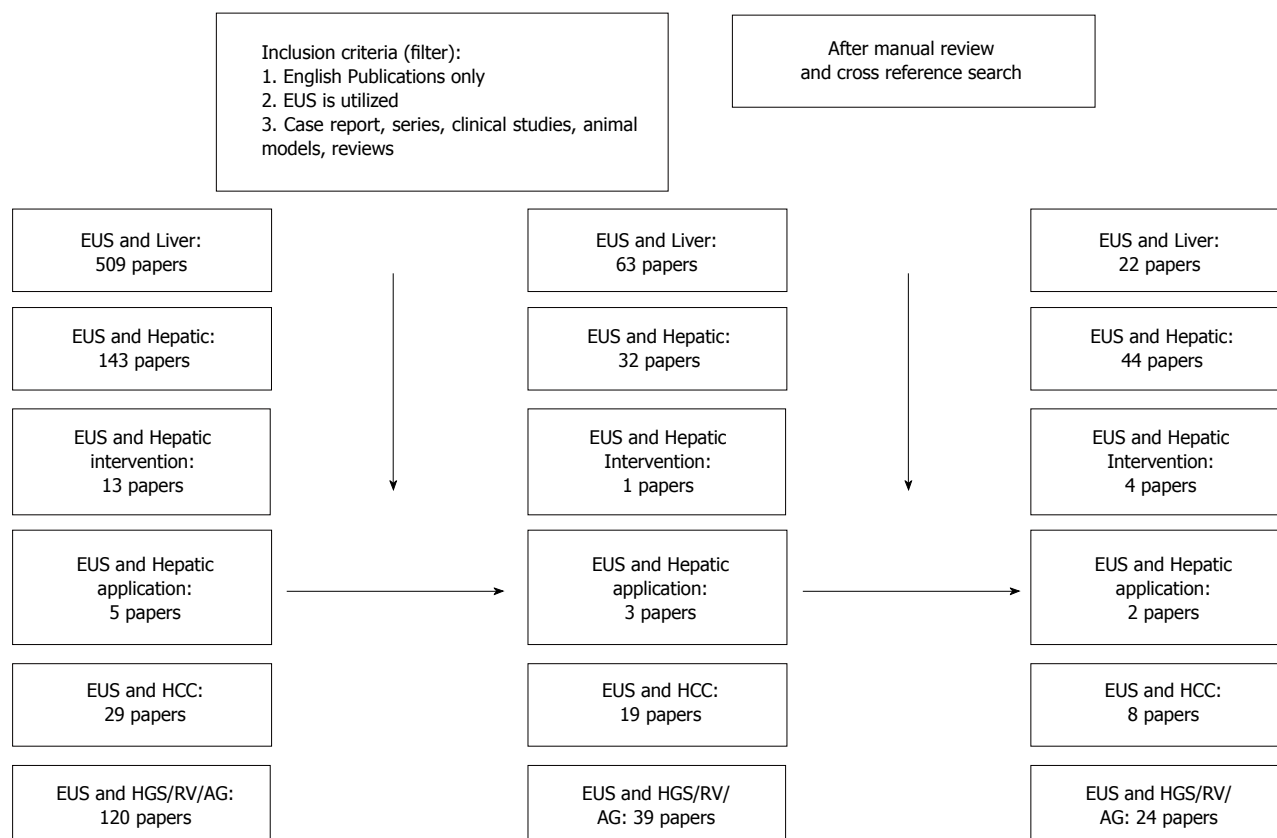 Inclusion criteria (filter):
1. English Publications only
2. EUS is utilized
3. Case report, series, clinical studies, animal
models, reviews
After manual review
and cross reference search
EUS and Liver:
509 papers
EUS and Liver:
63 papers
EUS and Liver:
22 papers
EUS and Hepatic:
143 papers
EUS and Hepatic:
32 papers
EUS and Hepatic:
44 papers
EUS and Hepatic
intervention:
13 papers
EUS and Hepatic
Intervention:
1 papers
EUS and Hepatic
Intervention:
4 papers
EUS and Hepatic
application:
5 papers
EUS and Hepatic
application:
3 papers
EUS and Hepatic
application:
2 papers
EUS and HCC:
29 papers
EUS and HCC:
19 papers
EUS and HCC:
8 papers
EUS and HGS/RV/AG:
120 papers
EUS and HGS/RV/
AG: 39 papers
EUS and HGS/RV/
AG: 24 papers